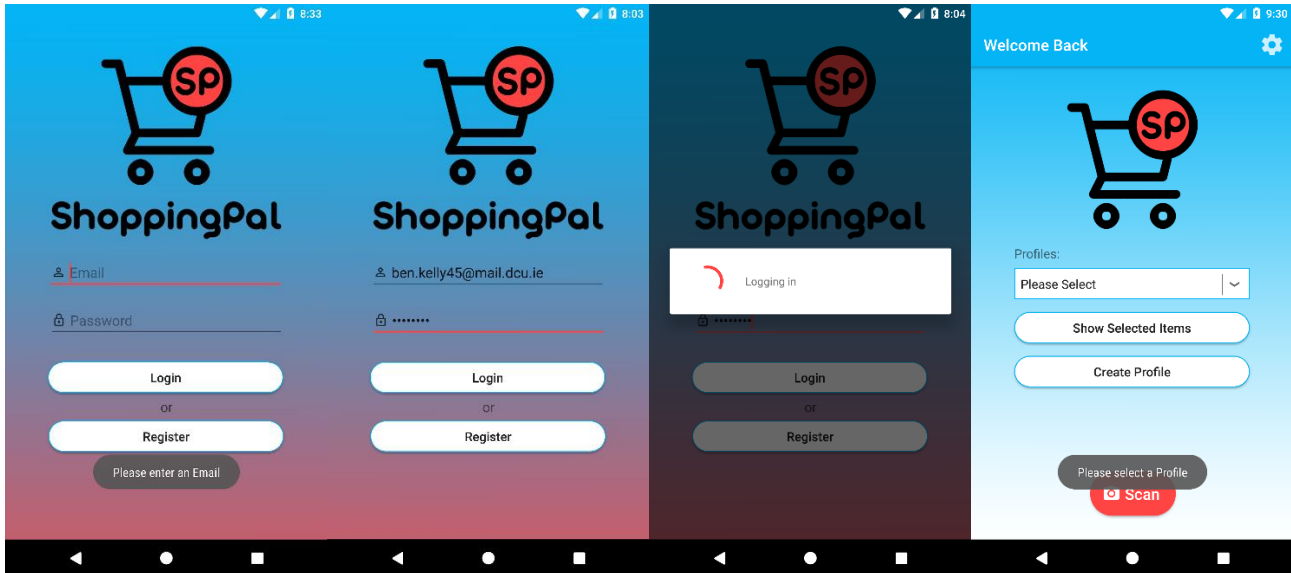 8:33
SP
ShoppingPal
Email
Password
Login
or
Register
Please enter an Email
8:03
SP
ShoppingPal
ben.kelly45@mail.dcu.ie
••••••••
Login
or
Register
8:04
SP
ShoppingPal
Logging in
••••••••
Login
or
Register
9:30
Welcome Back
SP
Profiles:
Please Select
Show Selected Items
Create Profile
Please select a Profile
Scan